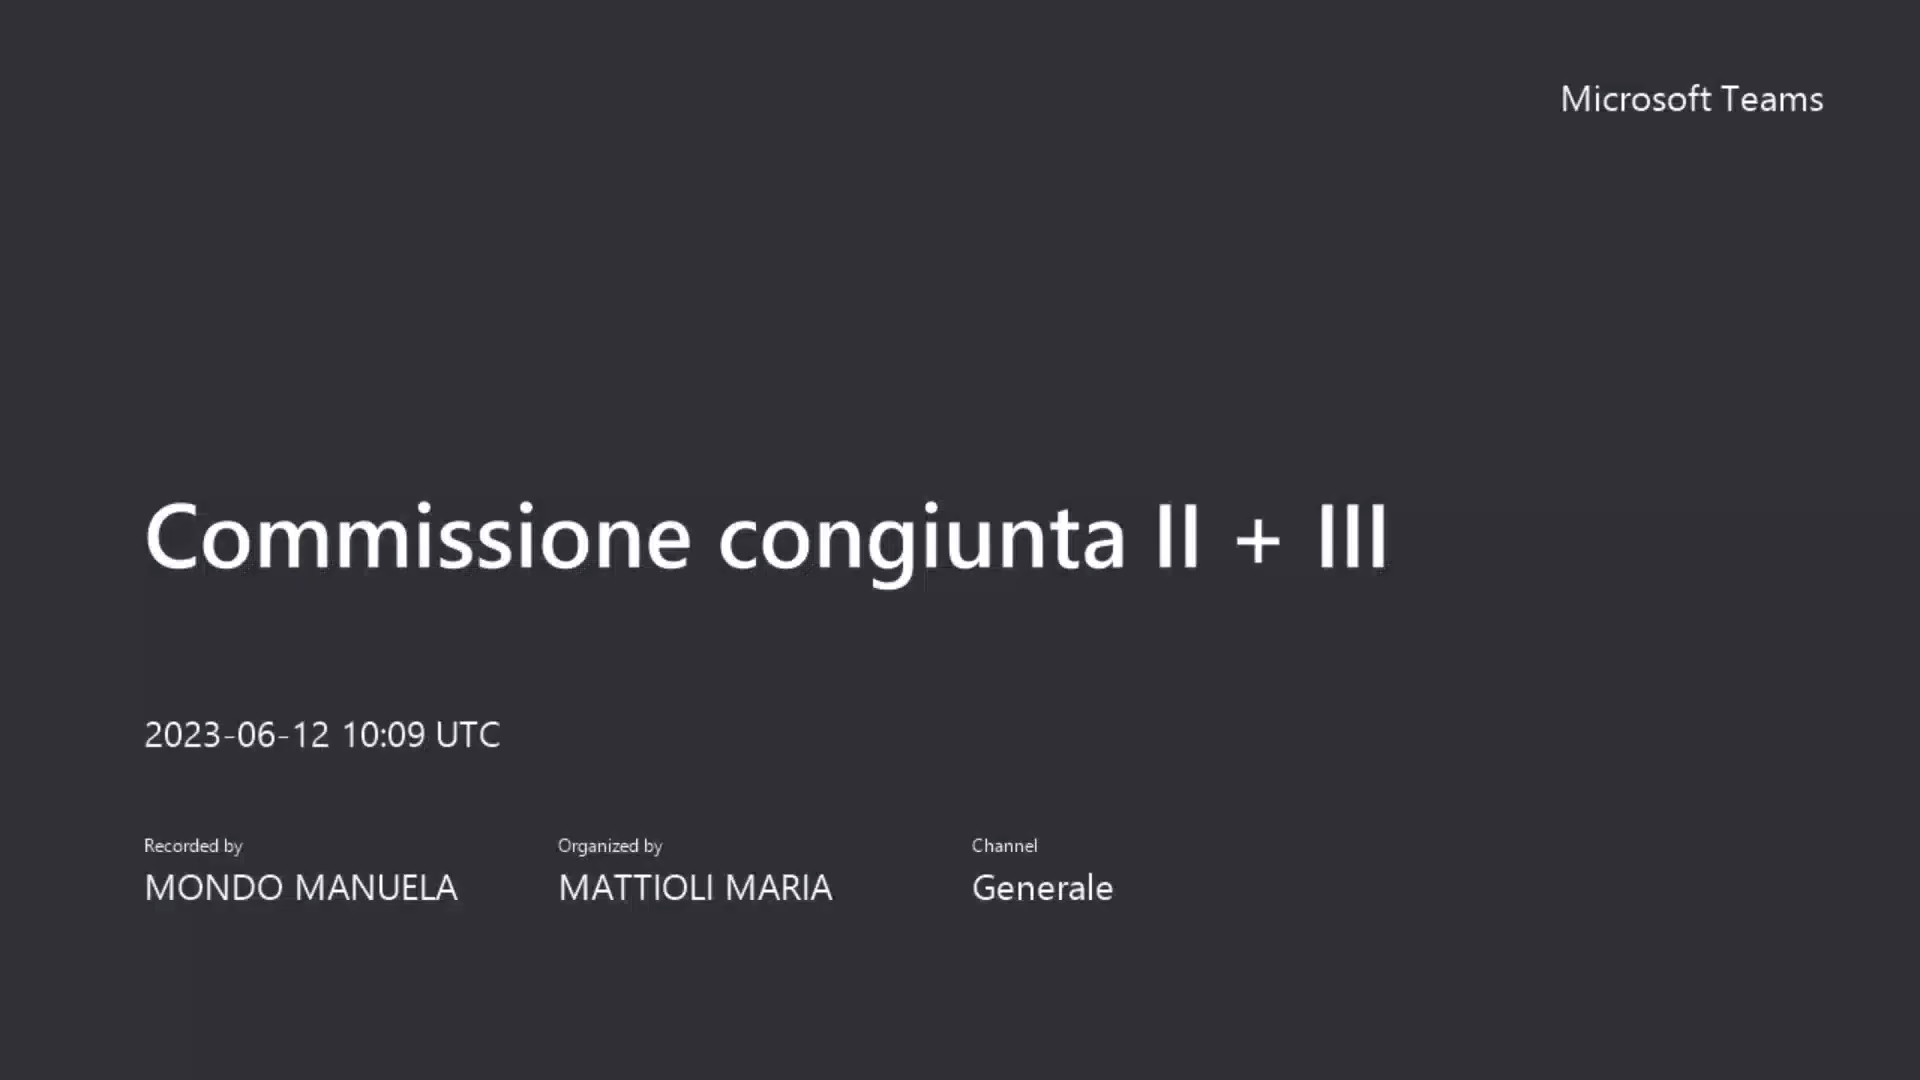 Microsoft Teams
Commissione congiunta II + III
2023-06-12 10:09 UTC
Recorded by
MONDO MANUELA
Organized by
MATTIOLI MARIA
Channel
Generale